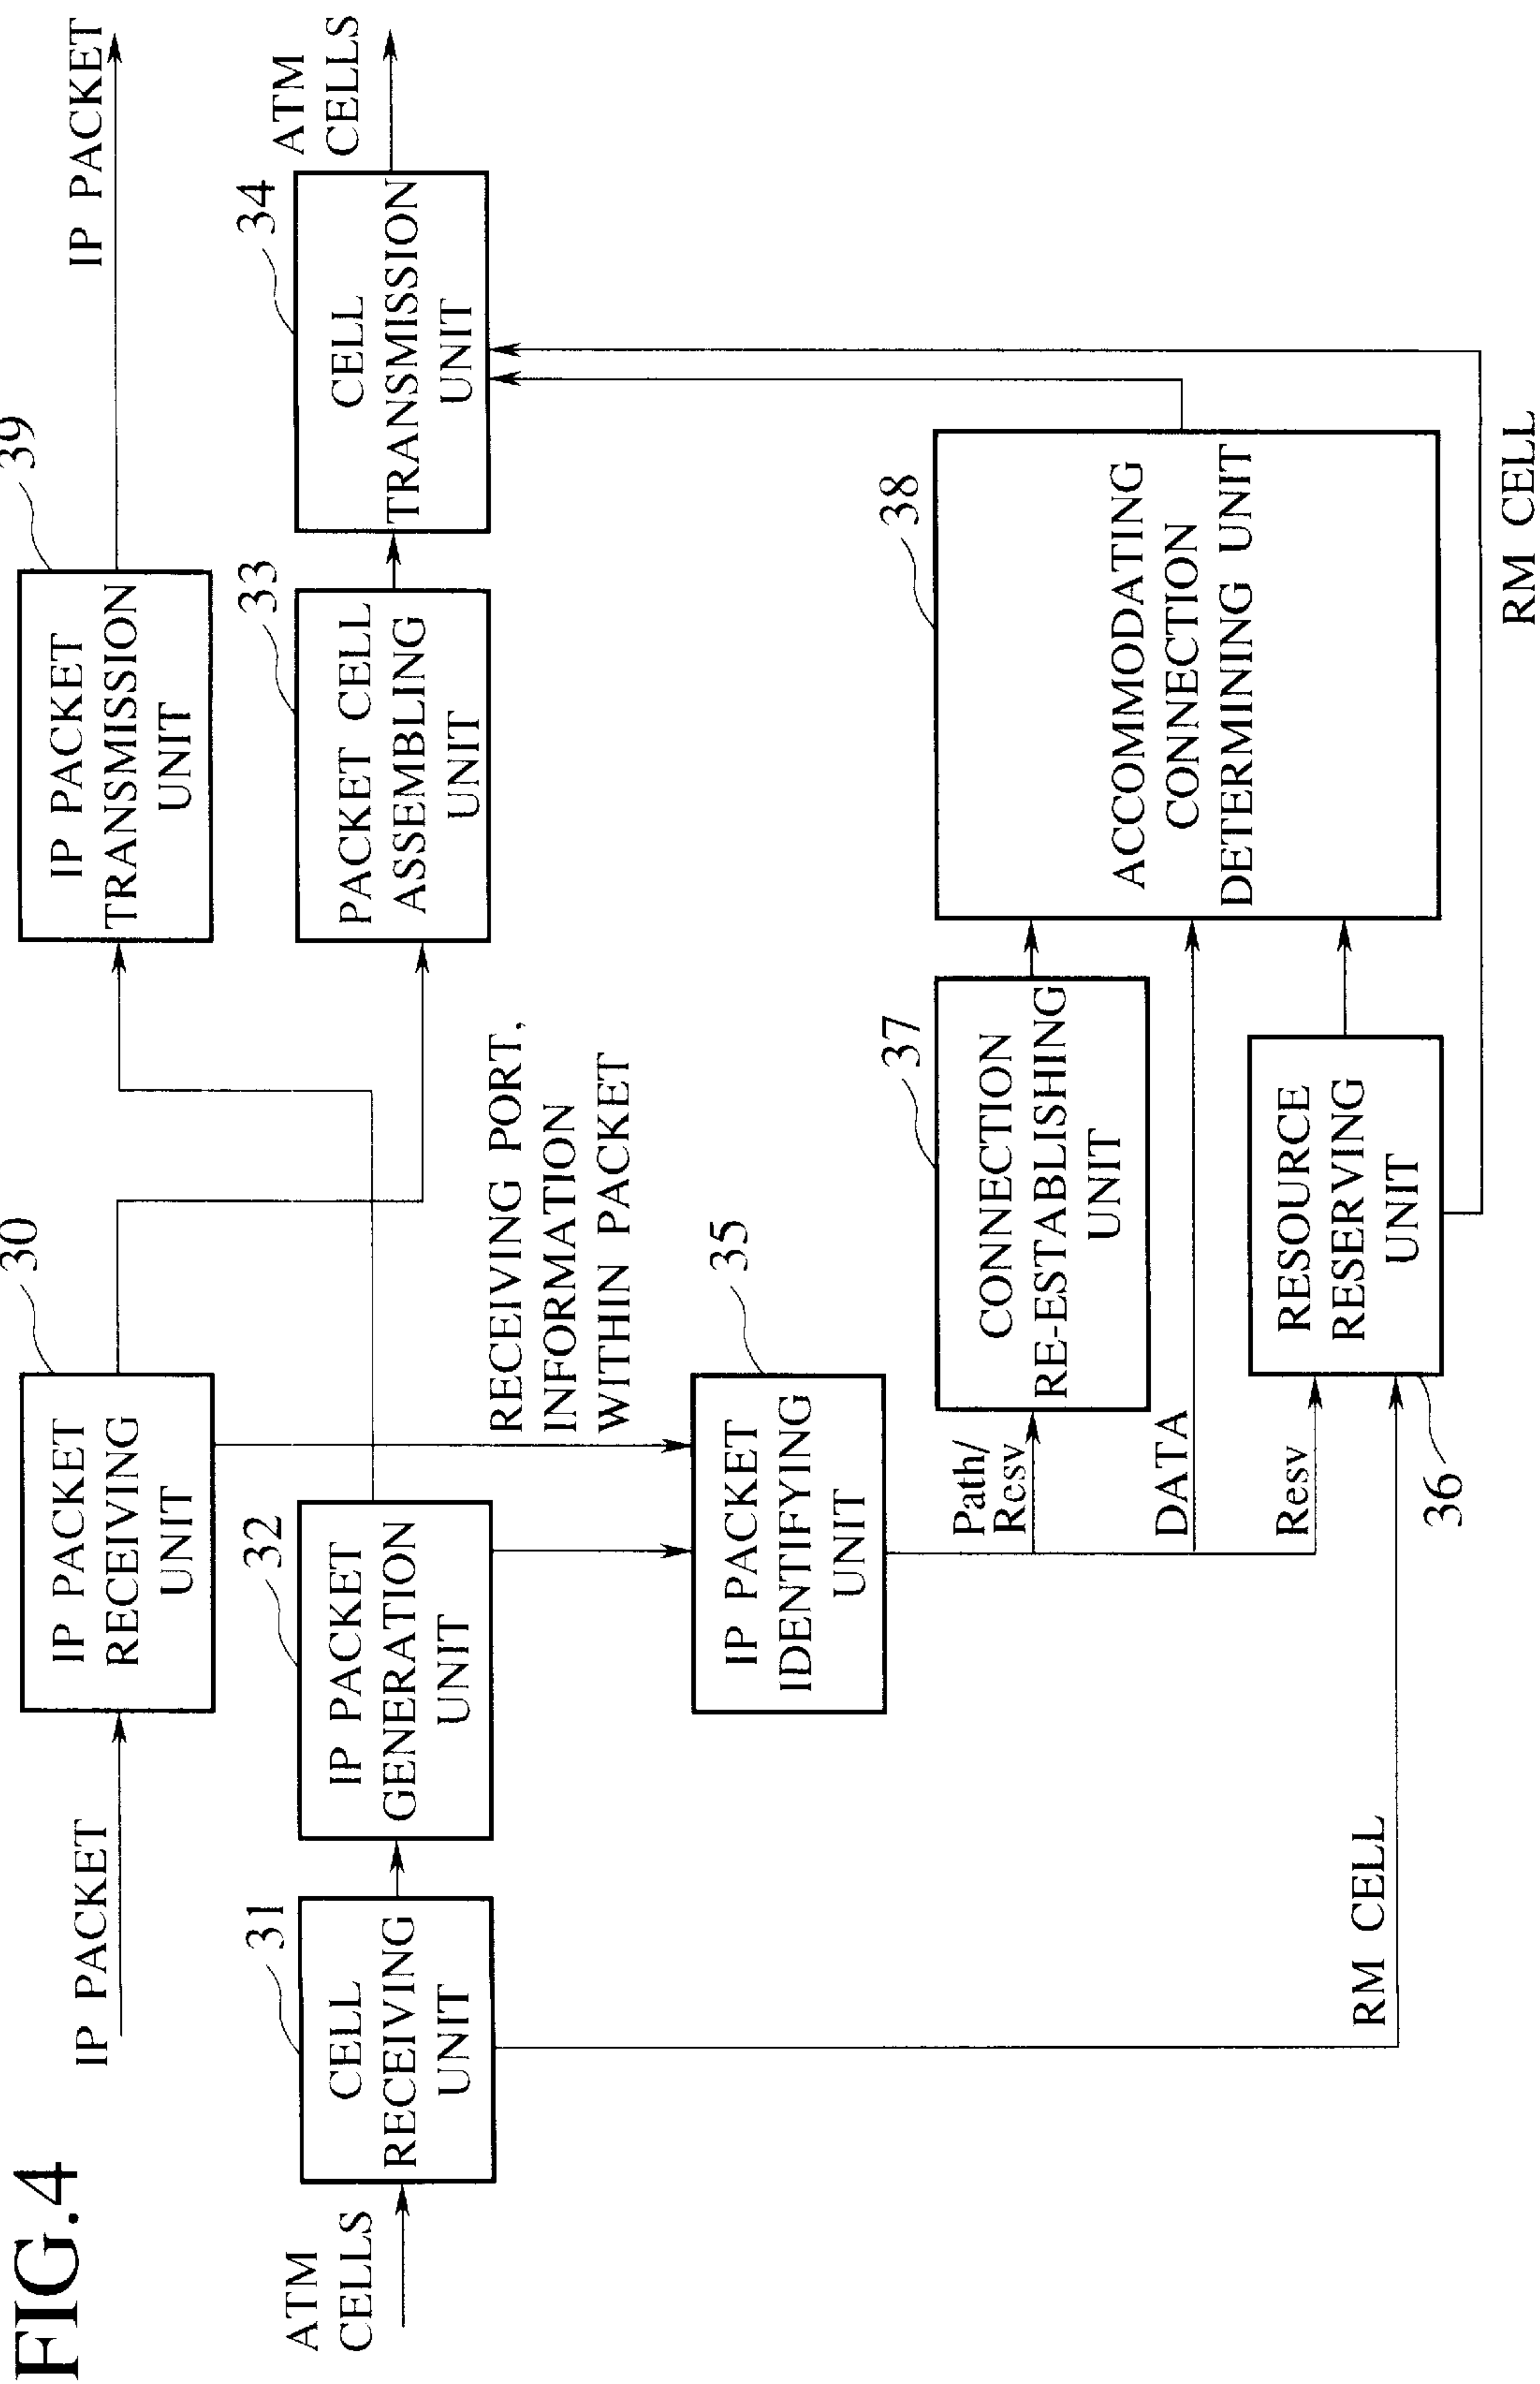 FIG.4
IP PACKET
30
IP PACKET
RECEIVING
UNIT
39
IP PACKET
TRANSMISSION
UNIT
IP PACKET
ATM
CELLS
31
CELL
RECEIVING
UNIT
32
IP PACKET
GENERATION
UNIT
33
PACKET CELL
ASSEMBLING
UNIT
34
CELL
TRANSMISSION
UNIT
ATM
CELLS
RECEIVING PORT,
INFORMATION
WITHIN PACKET
35
IP PACKET
IDENTIFYING
UNIT
Path/
Resv
DATA
Resv
37
CONNECTION
RE-ESTABLISHING
UNIT
38
ACCOMMODATING
CONNECTION
DETERMINING UNIT
RESOURCE
RESERVING
UNIT
36
RM CELL
RM CELL